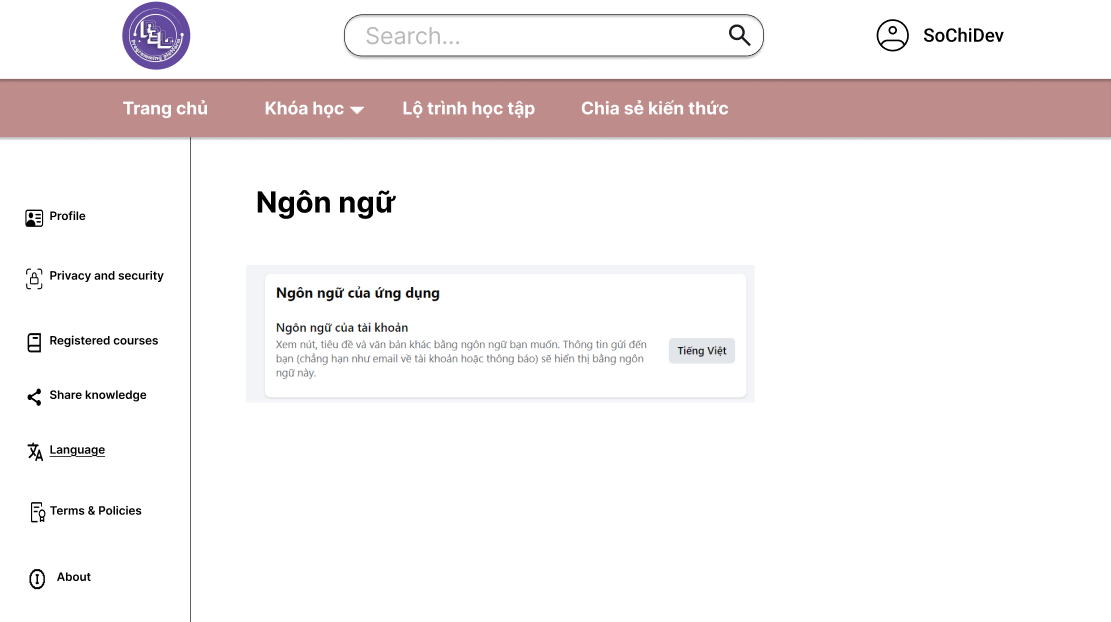 LEL
Programming platform
Search...
SoChiDev
Trang chủ
Khóa học
Lộ trình học tập
Chia sẻ kiến thức
Profile
Privacy and security
Registered courses
Share knowledge
Language
Terms & Policies
About
Ngôn ngữ
Ngôn ngữ của ứng dụng
Ngôn ngữ của tài khoản
Xem nút, tiêu đề và văn bản khác bằng ngôn ngữ bạn muốn. Thông tin gửi đến
bạn (chẳng hạn như email về tài khoản hoặc thông báo) sẽ hiển thị bằng ngôn
ngữ này.
Tiếng Việt